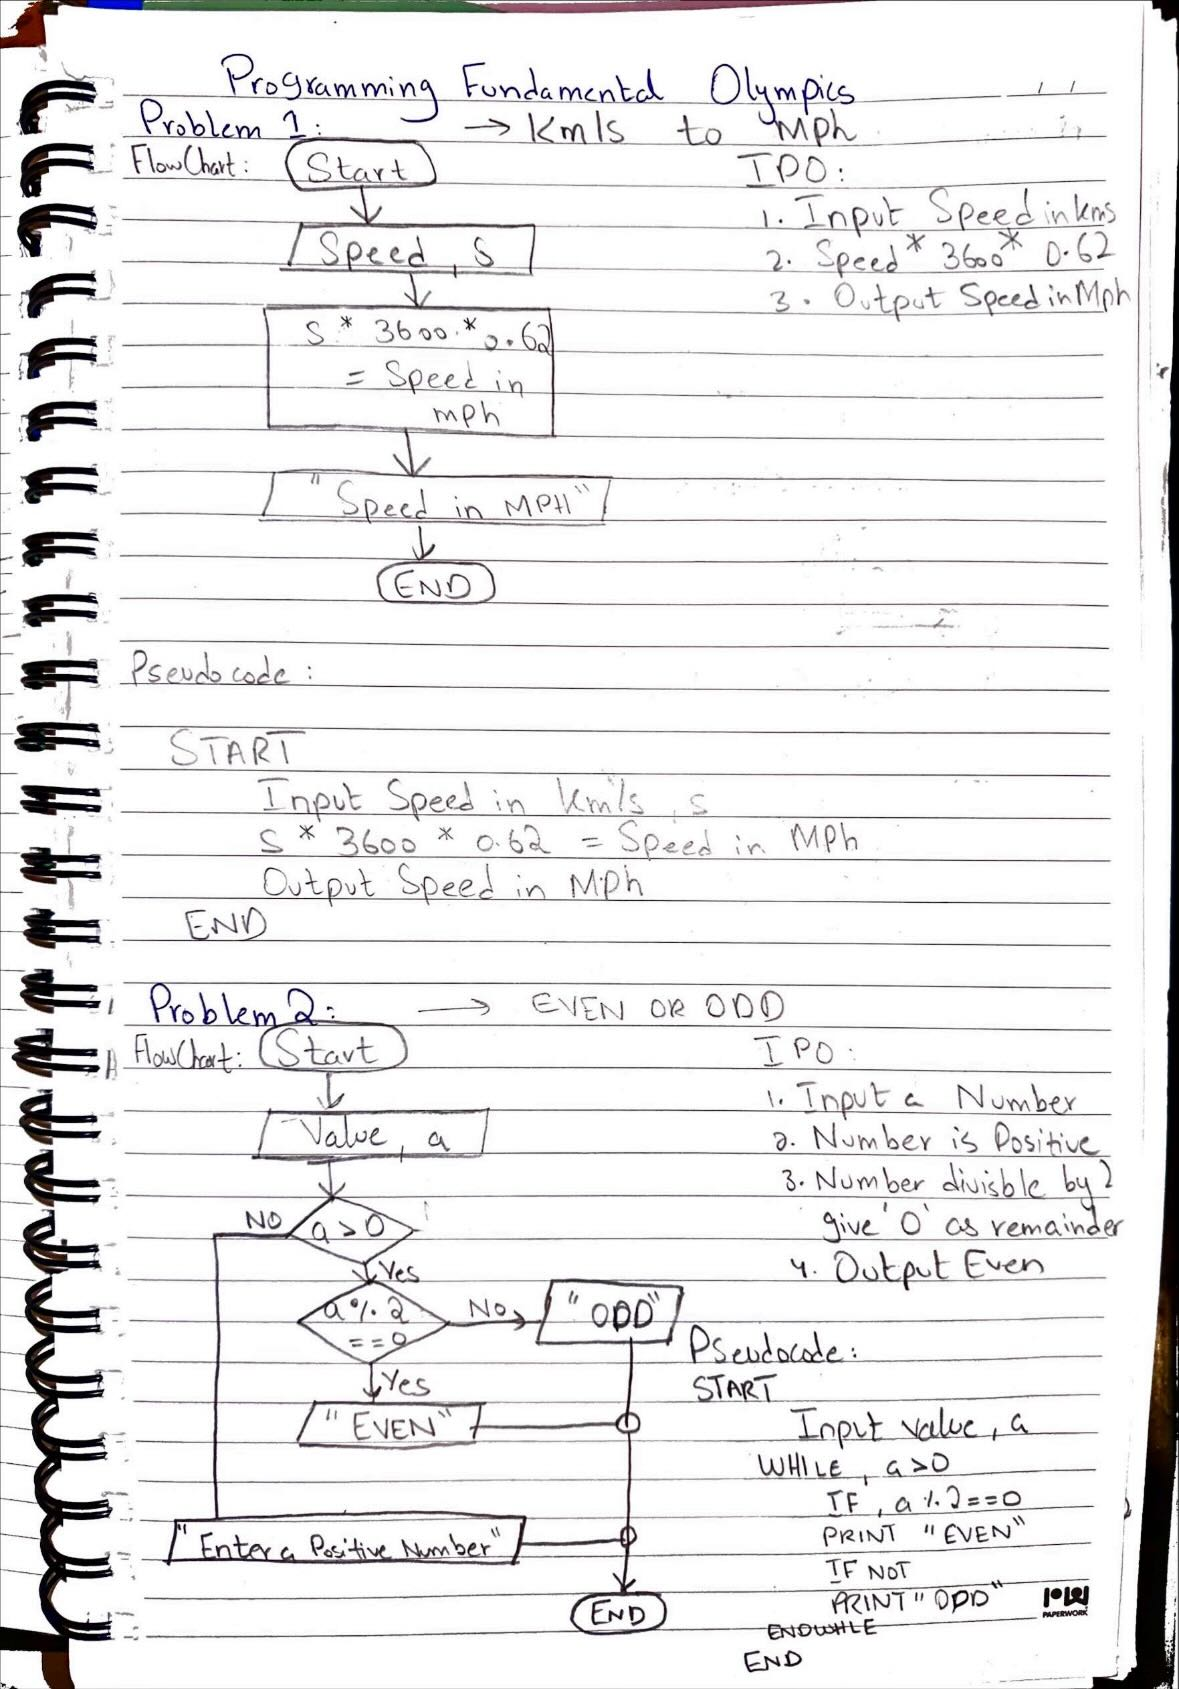 Programming Fundamental Olympics
Problem 1: → Km/s to MPh
FlowChart: Start
IPO:
1. Input Speed in kms
2. Speed * 3600 * 0.62
3. Output Speed in Mph
Speed, S
S * 3600 * 0.62
= Speed in
mph
"Speed in MPH"
END
Pseudocode:
START
Input Speed in km/s, s
S * 3600 * 0.62 = Speed in MPh
Output Speed in MPh
END
Problem 2: → EVEN OR ODD
FlowChart: Start
IPO:
1. Input a Number
2. Number is Positive
3. Number divisble by 2
give '0' as remainder
4. Output Even
Value, a
NO a > 0
Yes
a % 2
== 0
No
"ODD"
Yes
"EVEN"
"Enter a Positive Number"
END
Pseudocode:
START
Input value, a
WHILE, a>0
IF, a % 2==0
PRINT "EVEN"
IF NOT
PRINT "ODD"
ENDWHILE
END
PAPERWORK